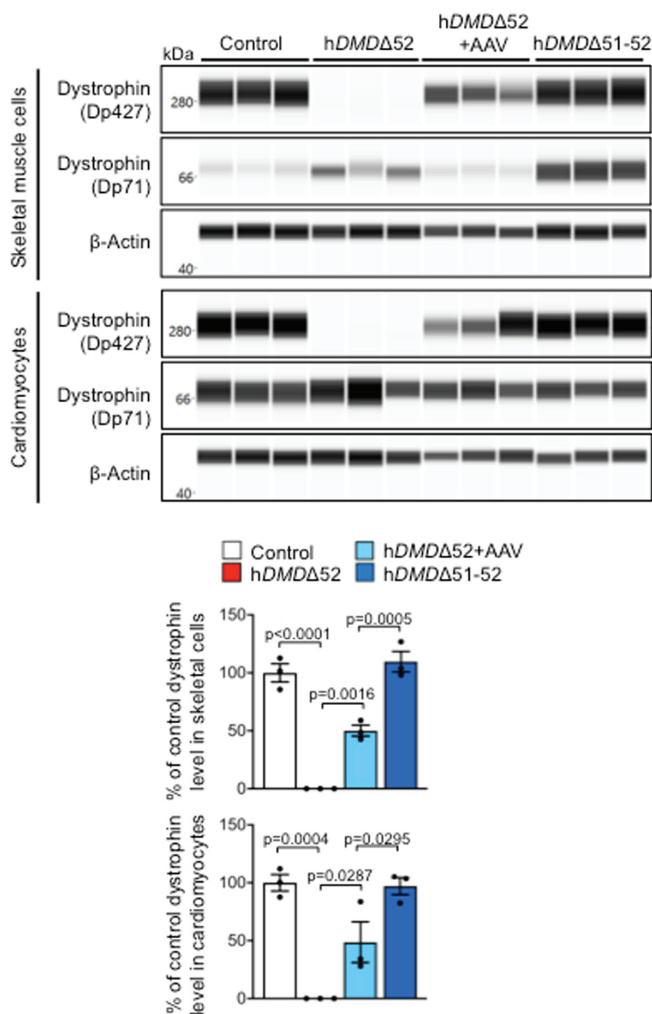 kDa
Control
hDMDΔ52
hDMDΔ52
+AAV
hDMDΔ51-52
Skeletal muscle cells
Dystrophin
(Dp427)
280
Dystrophin
(Dp71)
66
β-Actin
40
Cardiomyocytes
Dystrophin
(Dp427)
280
Dystrophin
(Dp71)
66
β-Actin
40
Control
hDMDΔ52+AAV
hDMDΔ52
hDMDΔ51-52
% of control dystrophin
level in skeletal cells
150
100
50
0
p<0.0001
p=0.0016
p=0.0005
% of control dystrophin
level in cardiomyocytes
150
100
50
0
p=0.0004
p=0.0287
p=0.0295